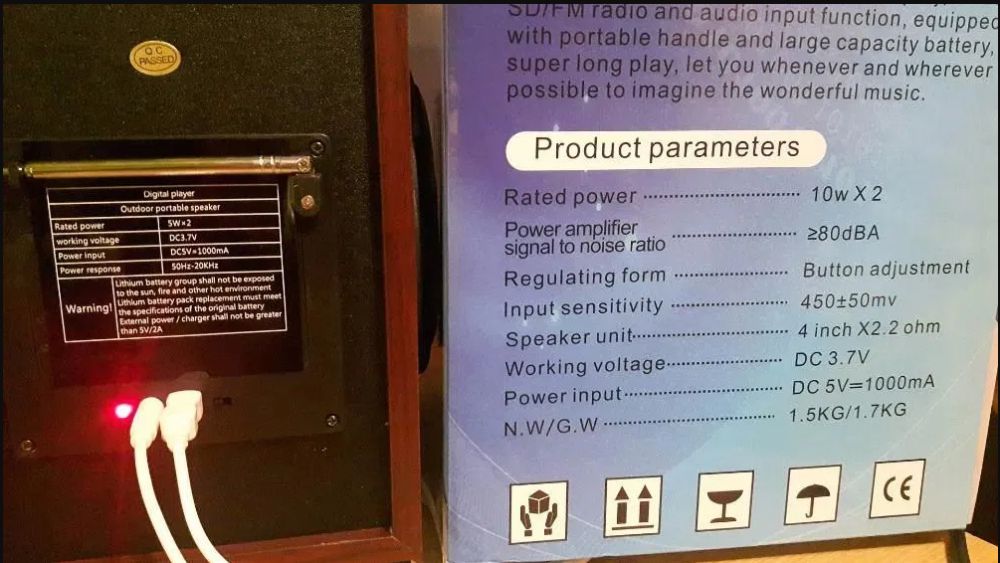 Q.C.
PASSED
Digital player
Outdoor portable speaker
Rated power 5W×2
working voltage DC3.7V
Power input DC5V=1000mA
Power response 50Hz-20KHz
Warning!
Lithium battery group shall not be exposed
to the sun, fire and other hot environment
Lithium battery pack replacement must meet
the specifications of the original battery
External power / charger shall not be greater
than 5V/2A
SD/FM radio and audio input function, equipped
with portable handle and large capacity battery,
super long play, let you whenever and wherever
possible to imagine the wonderful music.
Product parameters
Rated power 10w X 2
Power amplifier
signal to noise ratio ≥80dBA
Regulating form Button adjustment
Input sensitivity 450±50mv
Speaker unit 4 inch X2.2 ohm
Working voltage DC 3.7V
Power input DC 5V=1000mA
N.W/G.W 1.5KG/1.7KG
CE